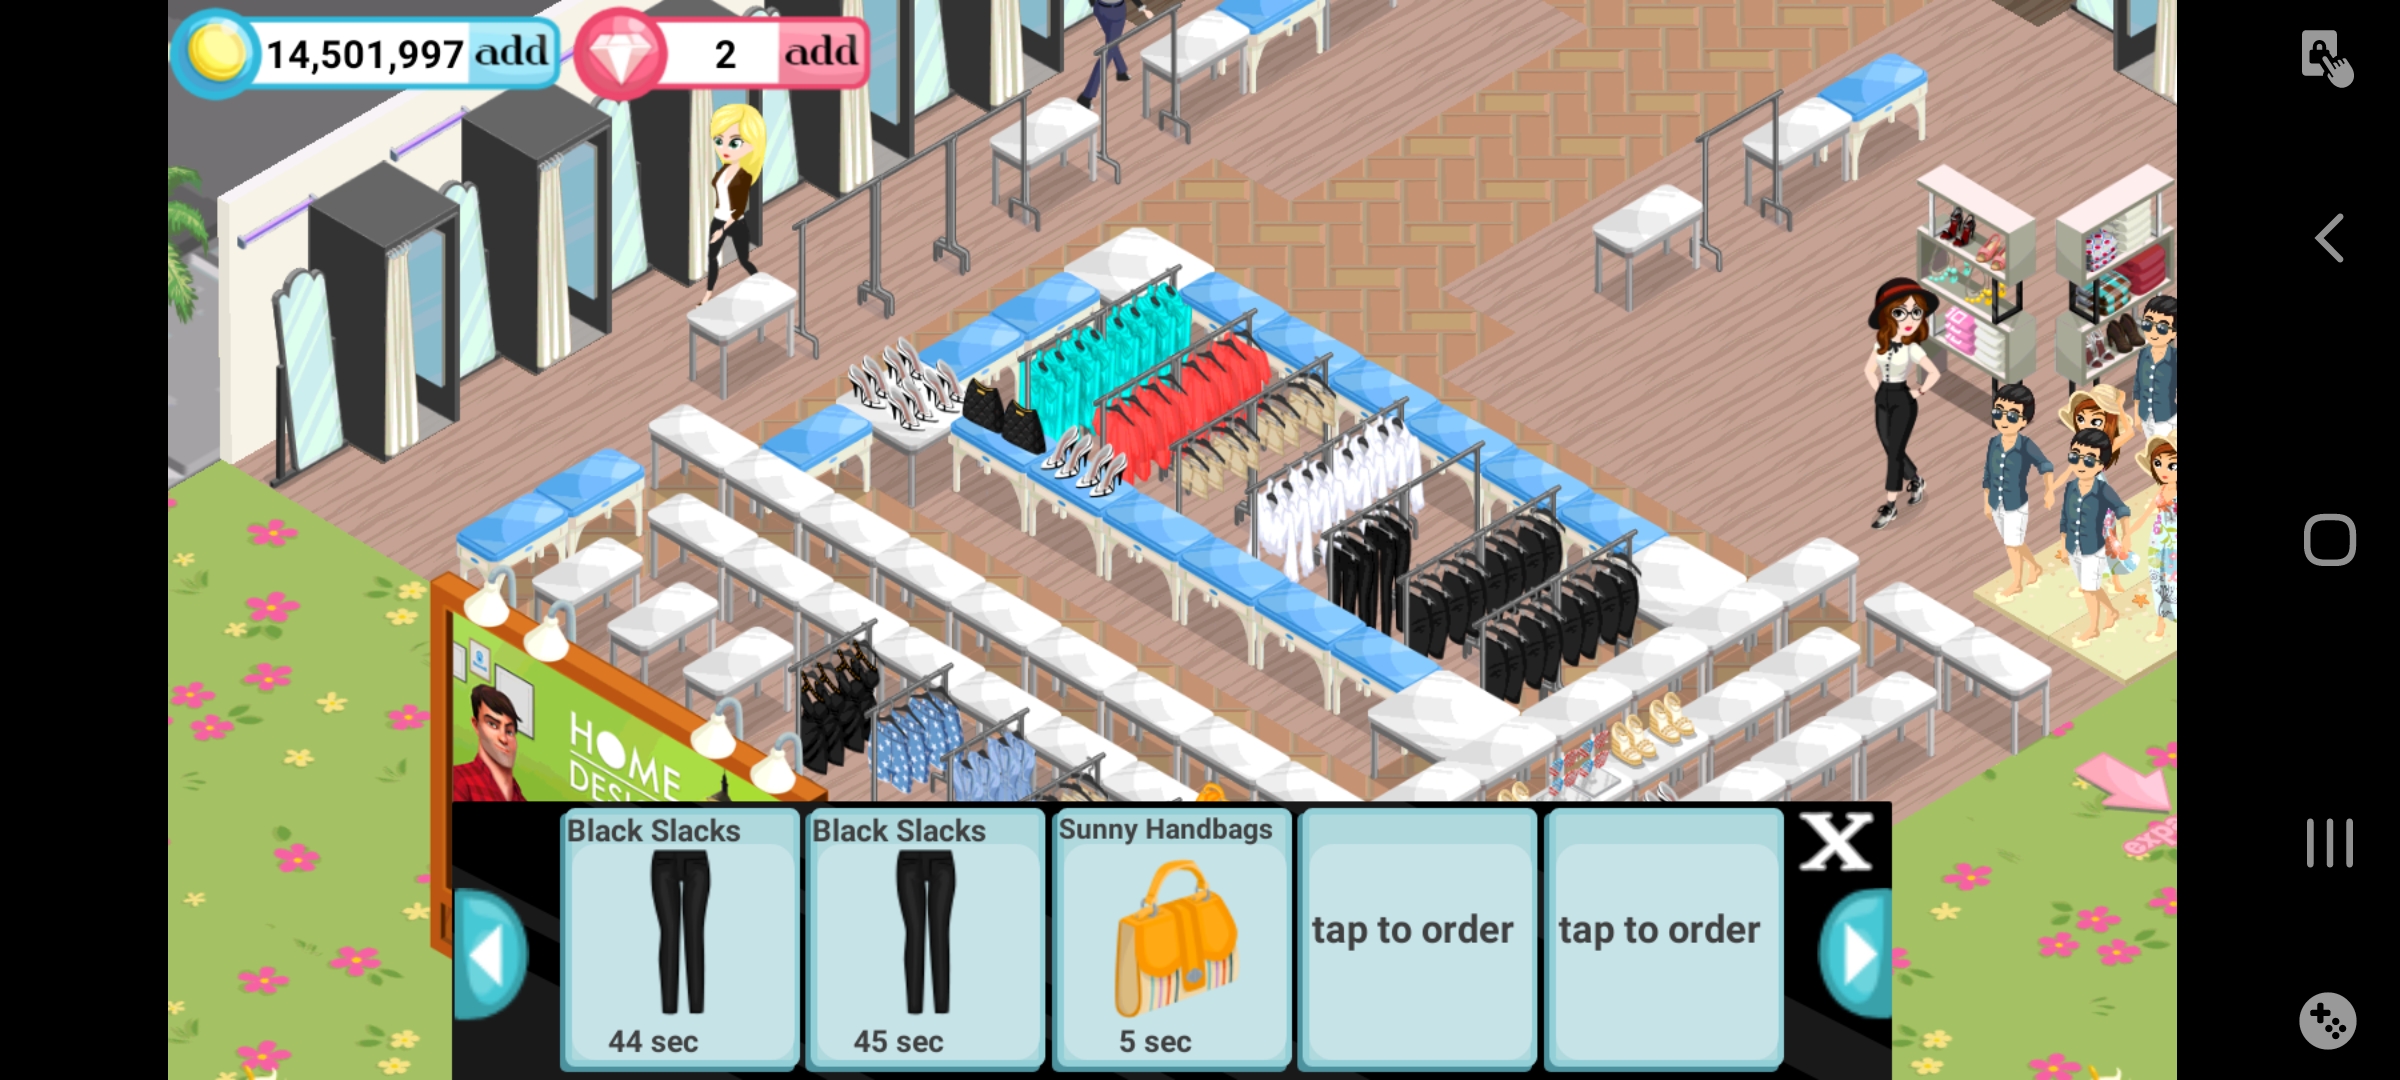 14,501,997 add
2 add
HOME
Black Slacks
Black Slacks
Sunny Handbags
tap to order
tap to order
X
44 sec
45 sec
5 sec